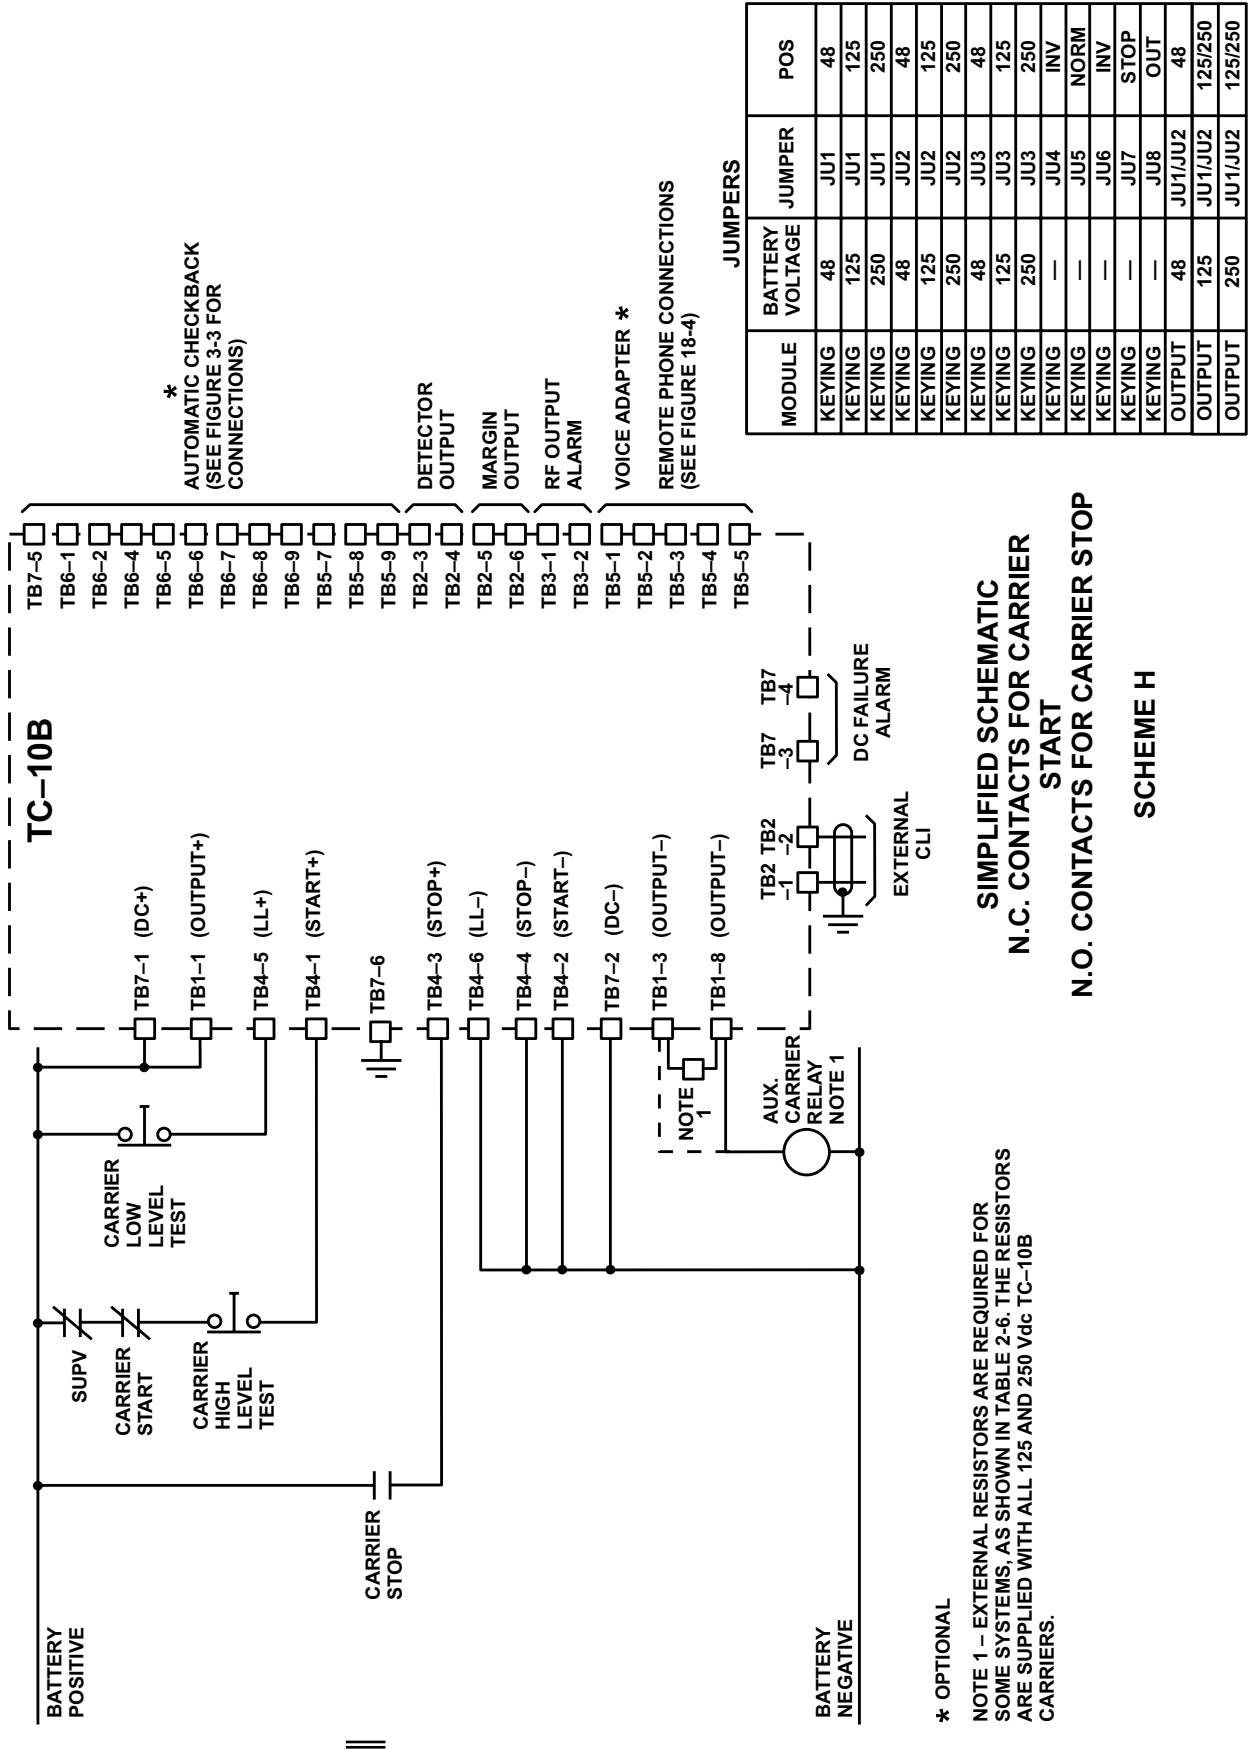 TC–10B
BATTERY
POSITIVE
BATTERY
NEGATIVE
CARRIER
STOP
SUPV
CARRIER
START
CARRIER
HIGH
LEVEL
TEST
CARRIER
LOW
LEVEL
TEST
TB7–1 (DC+)
TB1–1 (OUTPUT+)
TB4–5 (LL+)
TB4–1 (START+)
TB7–6
TB4–3 (STOP+)
TB4–6 (LL–)
TB4–4 (STOP–)
TB4–2 (START–)
TB7–2 (DC–)
TB1–3 (OUTPUT–)
TB1–8 (OUTPUT–)
NOTE
1
AUX.
CARRIER
RELAY
NOTE 1
TB2
–1
TB2
–2
TB7
–3
TB7
–4
EXTERNAL
CLI
DC FAILURE
ALARM
TB7–5
TB6–1
TB6–2
TB6–4
TB6–5
TB6–6
TB6–7
TB6–8
TB6–9
TB5–7
TB5–8
TB5–9
TB2–3
TB2–4
TB2–5
TB2–6
TB3–1
TB3–2
TB5–1
TB5–2
TB5–3
TB5–4
TB5–5
*
AUTOMATIC CHECKBACK
(SEE FIGURE 3-3 FOR
CONNECTIONS)
DETECTOR
OUTPUT
MARGIN
OUTPUT
RF OUTPUT
ALARM
VOICE ADAPTER *
REMOTE PHONE CONNECTIONS
(SEE FIGURE 18-4)
* OPTIONAL
NOTE 1 – EXTERNAL RESISTORS ARE REQUIRED FOR
SOME SYSTEMS, AS SHOWN IN TABLE 2-6. THE RESISTORS
ARE SUPPLIED WITH ALL 125 AND 250 Vdc TC–10B
CARRIERS.
SIMPLIFIED SCHEMATIC
N.C. CONTACTS FOR CARRIER
START
N.O. CONTACTS FOR CARRIER STOP
SCHEME H
JUMPERS
MODULE BATTERY VOLTAGE JUMPER POS
KEYING 48 JU1 48
KEYING 125 JU1 125
KEYING 250 JU1 250
KEYING 48 JU2 48
KEYING 125 JU2 125
KEYING 250 JU2 250
KEYING 48 JU3 48
KEYING 125 JU3 125
KEYING 250 JU3 250
KEYING — JU4 INV
KEYING — JU5 NORM
KEYING — JU6 INV
KEYING — JU7 STOP
KEYING — JU8 OUT
OUTPUT 48 JU1/JU2 48
OUTPUT 125 JU1/JU2 125/250
OUTPUT 250 JU1/JU2 125/250